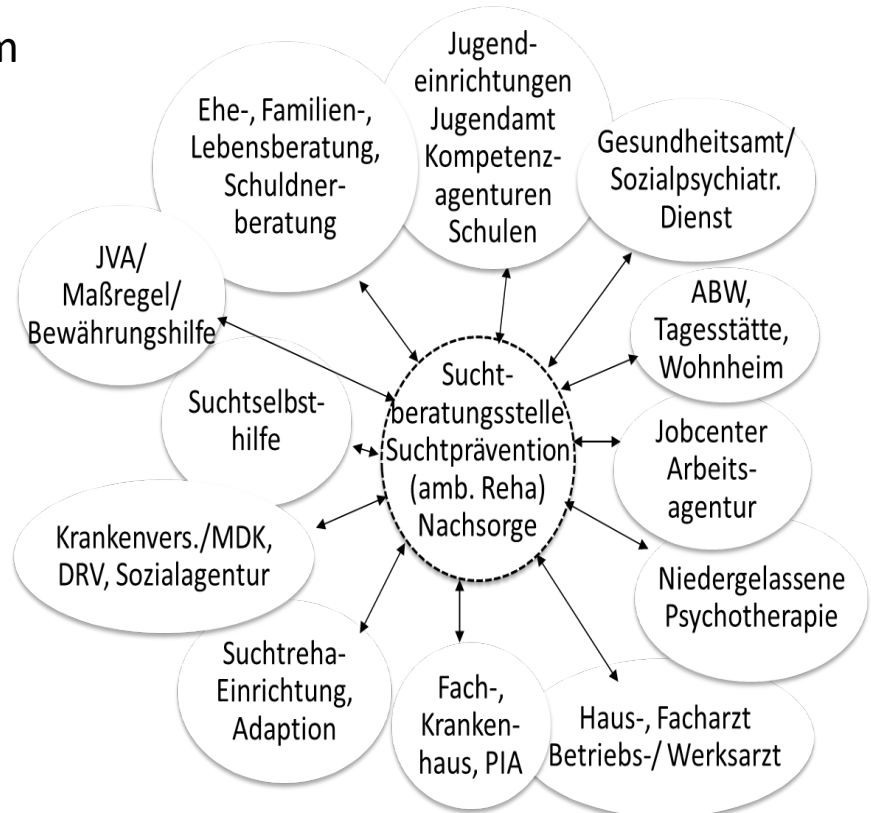 m
Jugend-
einrichtungen
Jugendamt
Kompetenz-
agenturen
Schulen
Ehe-, Familien-,
Lebensberatung,
Schuldner-
beratung
Gesundheitsamt/
Sozialpsychiatr.
Dienst
JVA/
Maßregel/
Bewährungshilfe
ABW,
Tagesstätte,
Wohnheim
Sucht-
beratungsstelle
Suchtprävention
(amb. Reha)
Nachsorge
Suchtselbst-
hilfe
Jobcenter
Arbeits-
agentur
Krankenvers./MDK,
DRV, Sozialagentur
Niedergelassene
Psychotherapie
Suchtreha-
Einrichtung,
Adaption
Fach-,
Kranken-
haus, PIA
Haus-, Facharzt
Betriebs-/ Werksarzt